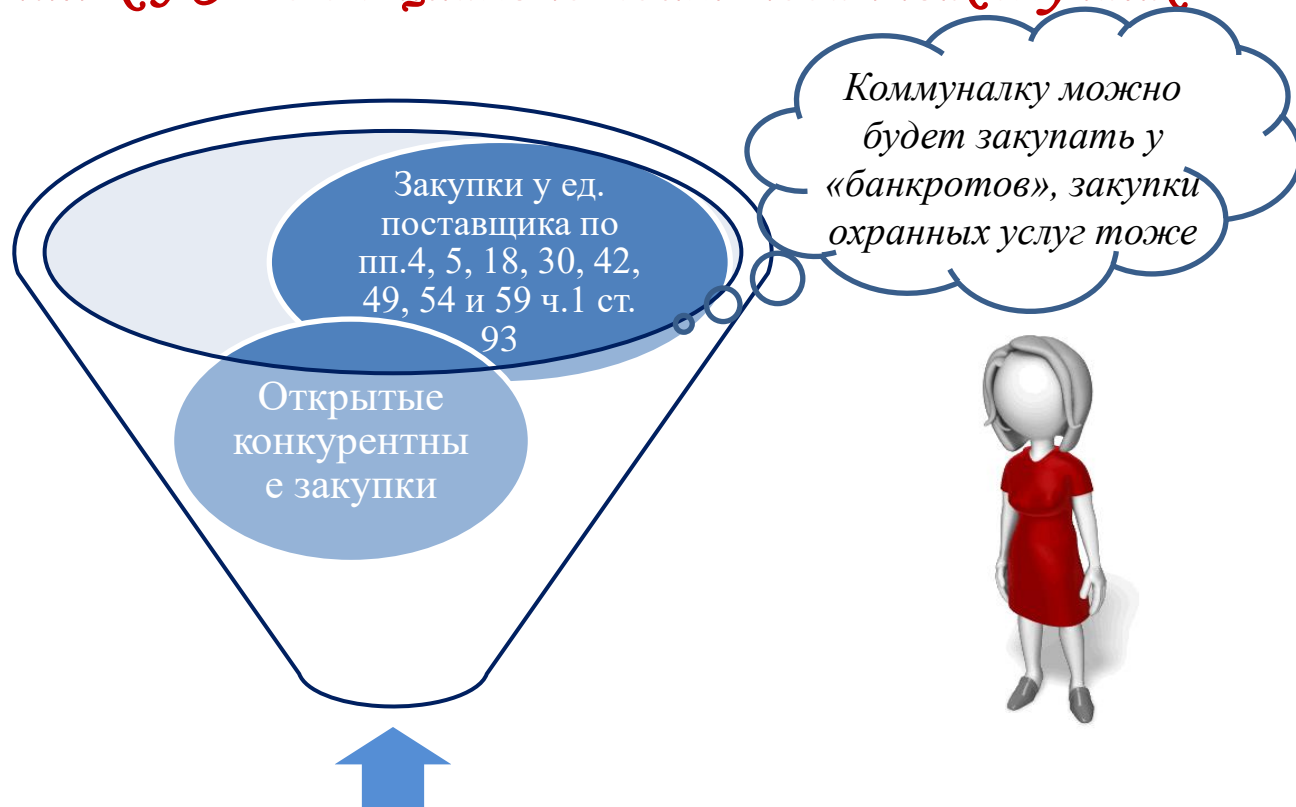 Коммуналку можно
будет закупать у
«банкротов», закупки
охранных услуг тоже
Закупки у ед.
поставщика по
пп.4, 5, 18, 30, 42,
49, 54 и 59 ч.1 ст.
93
Открытые
конкурентны
е закупки